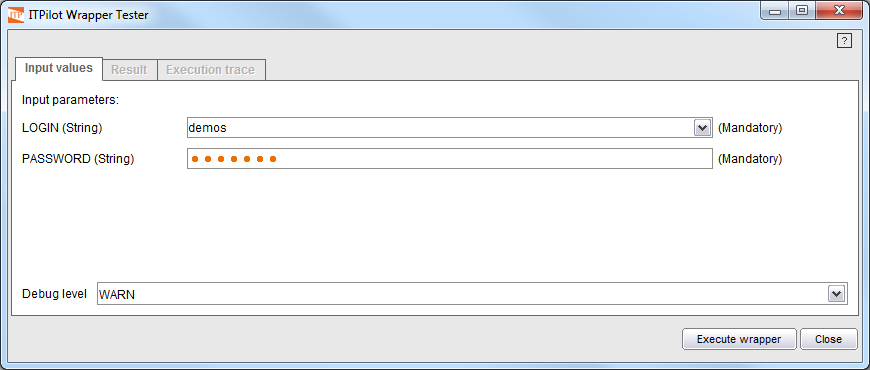 ITPilot Wrapper Tester
?
Input values Result Execution trace
Input parameters:
LOGIN (String) demos (Mandatory)
PASSWORD (String) ••••••• (Mandatory)
Debug level WARN
Execute wrapper Close